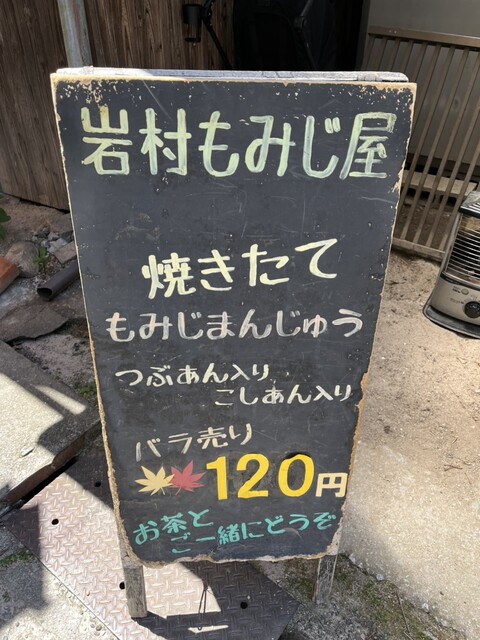 岩村もみじ屋
焼きたて
もみじまんじゅう
つぶあん入り
こしあん入り
バラ売り
120円
お茶と
ご一緒にどうぞ